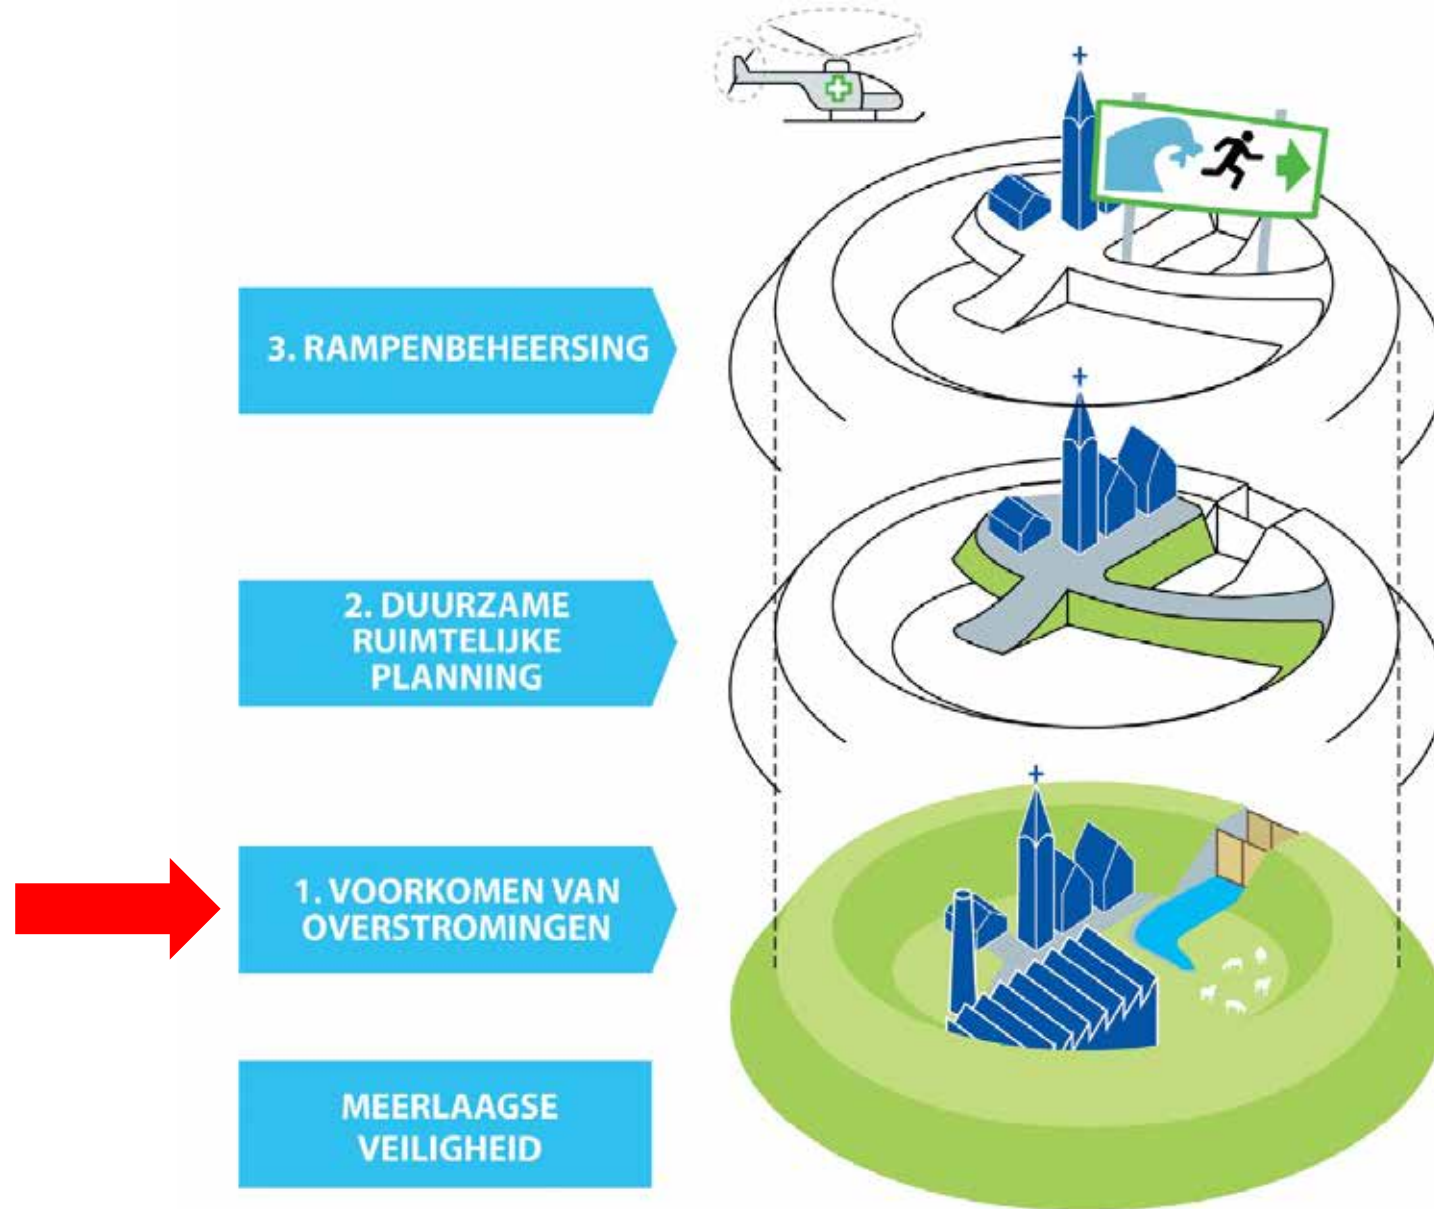 3. RAMPENBEHEERSING
2. DUURZAME
RUIMTELIJKE
PLANNING
1. VOORKOMEN VAN
OVERSTROMINGEN
MEERLAAGSE
VEILIGHEID